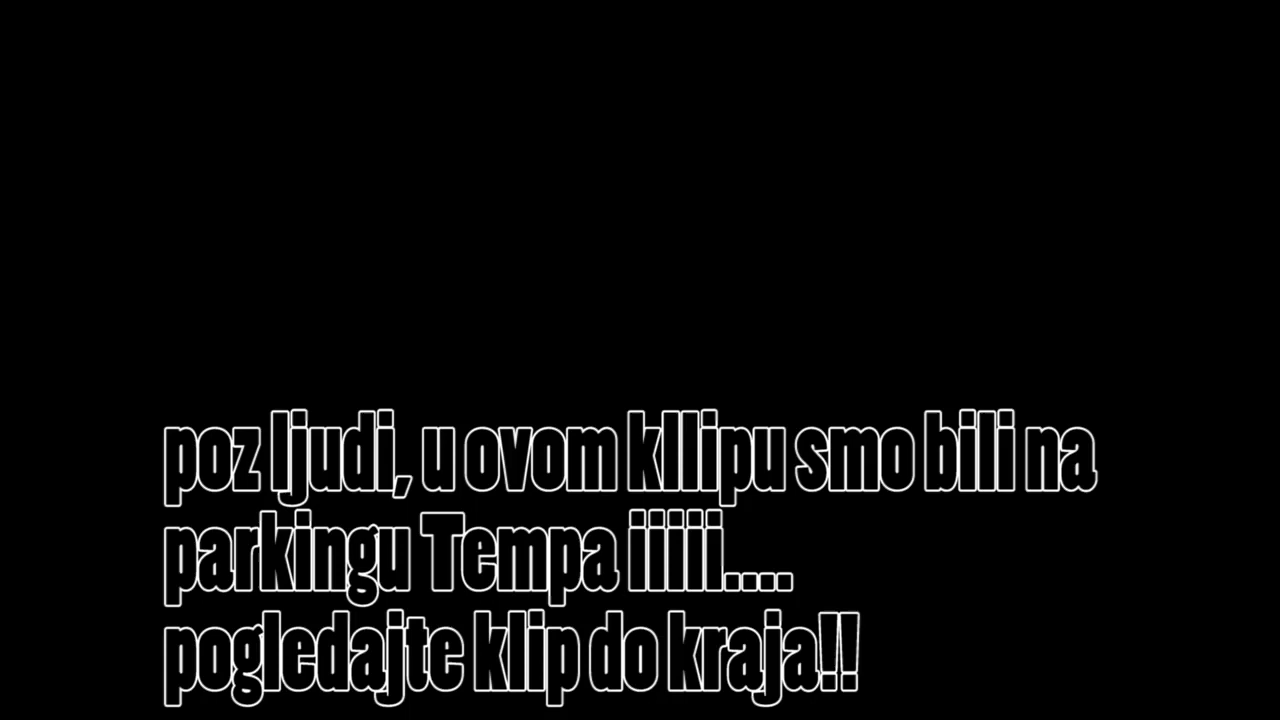 poz ljudi, u ovom kllipu smo bili na
parkingu Tempa iiiii....
pogledajte klip do kraja!!